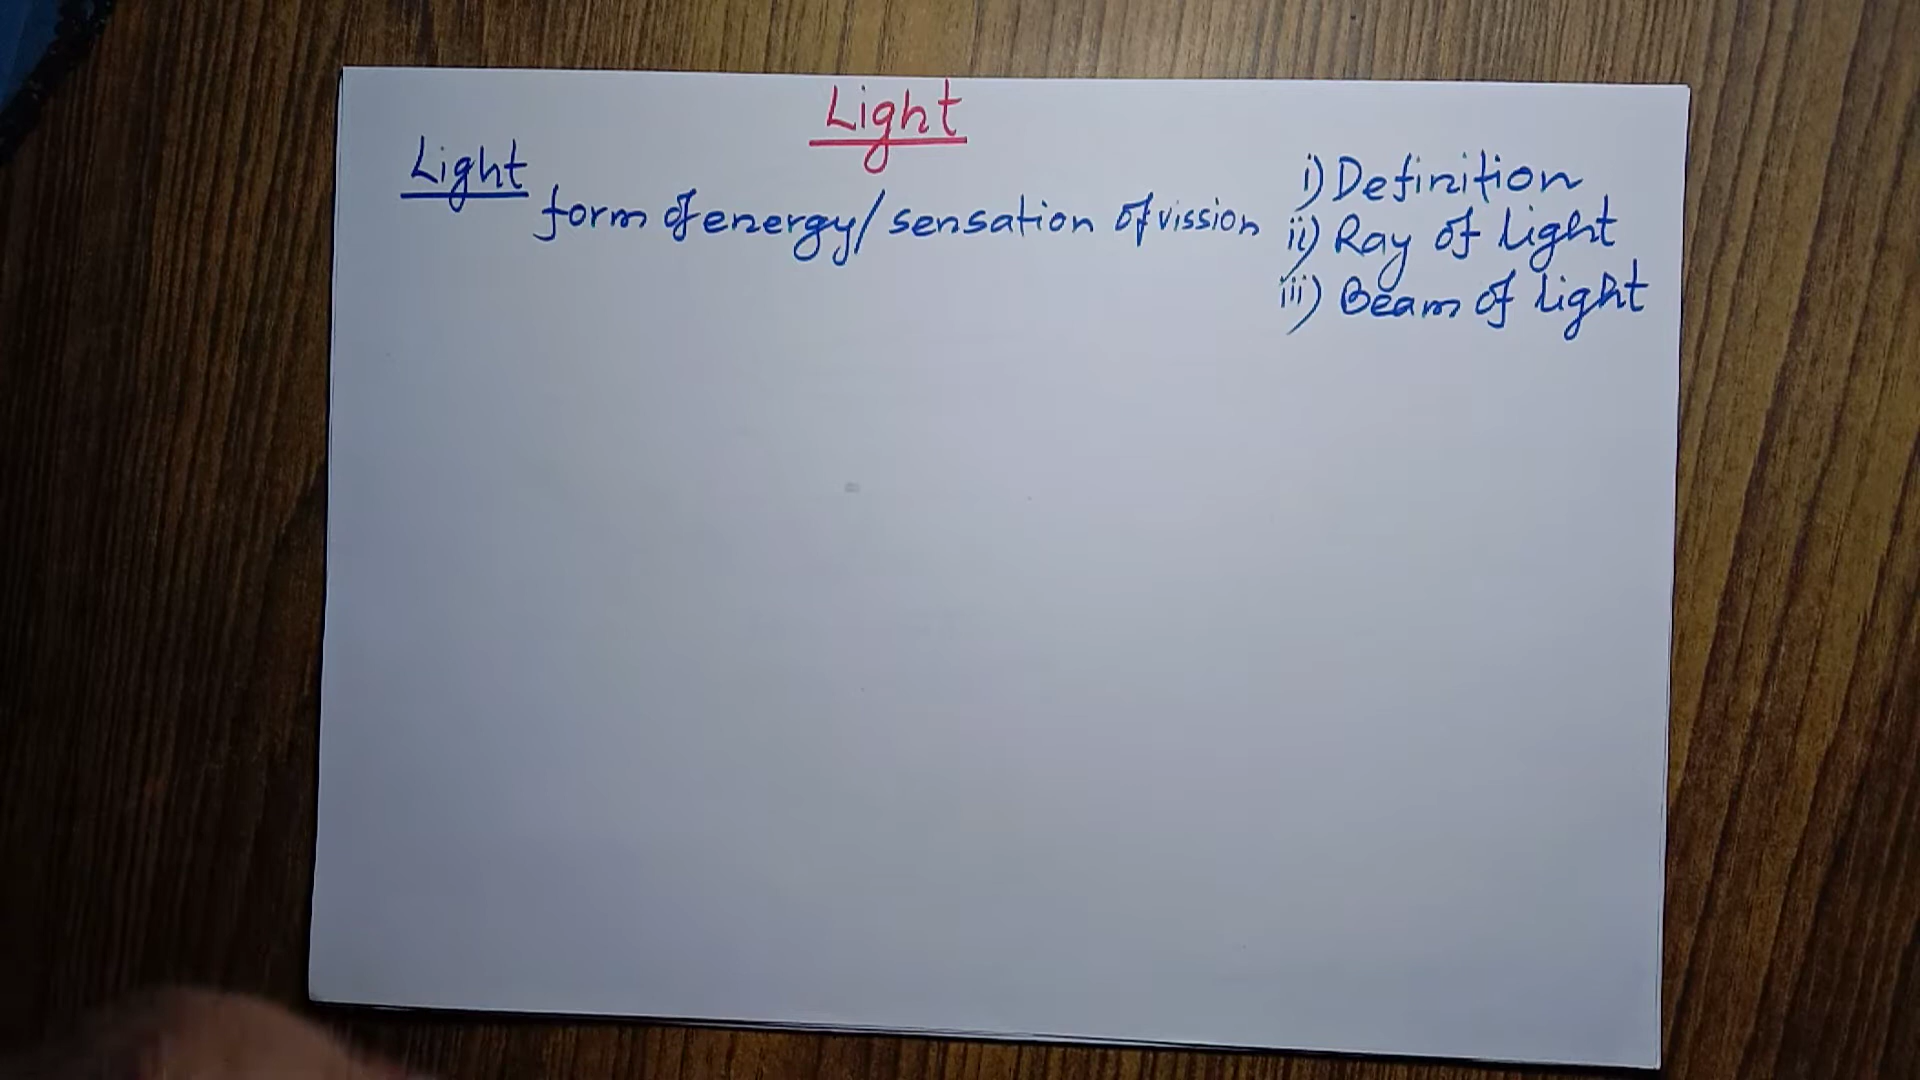 Light
Light
form of energy/sensation of vission
i) Definition
ii) Ray of light
iii) Beam of light